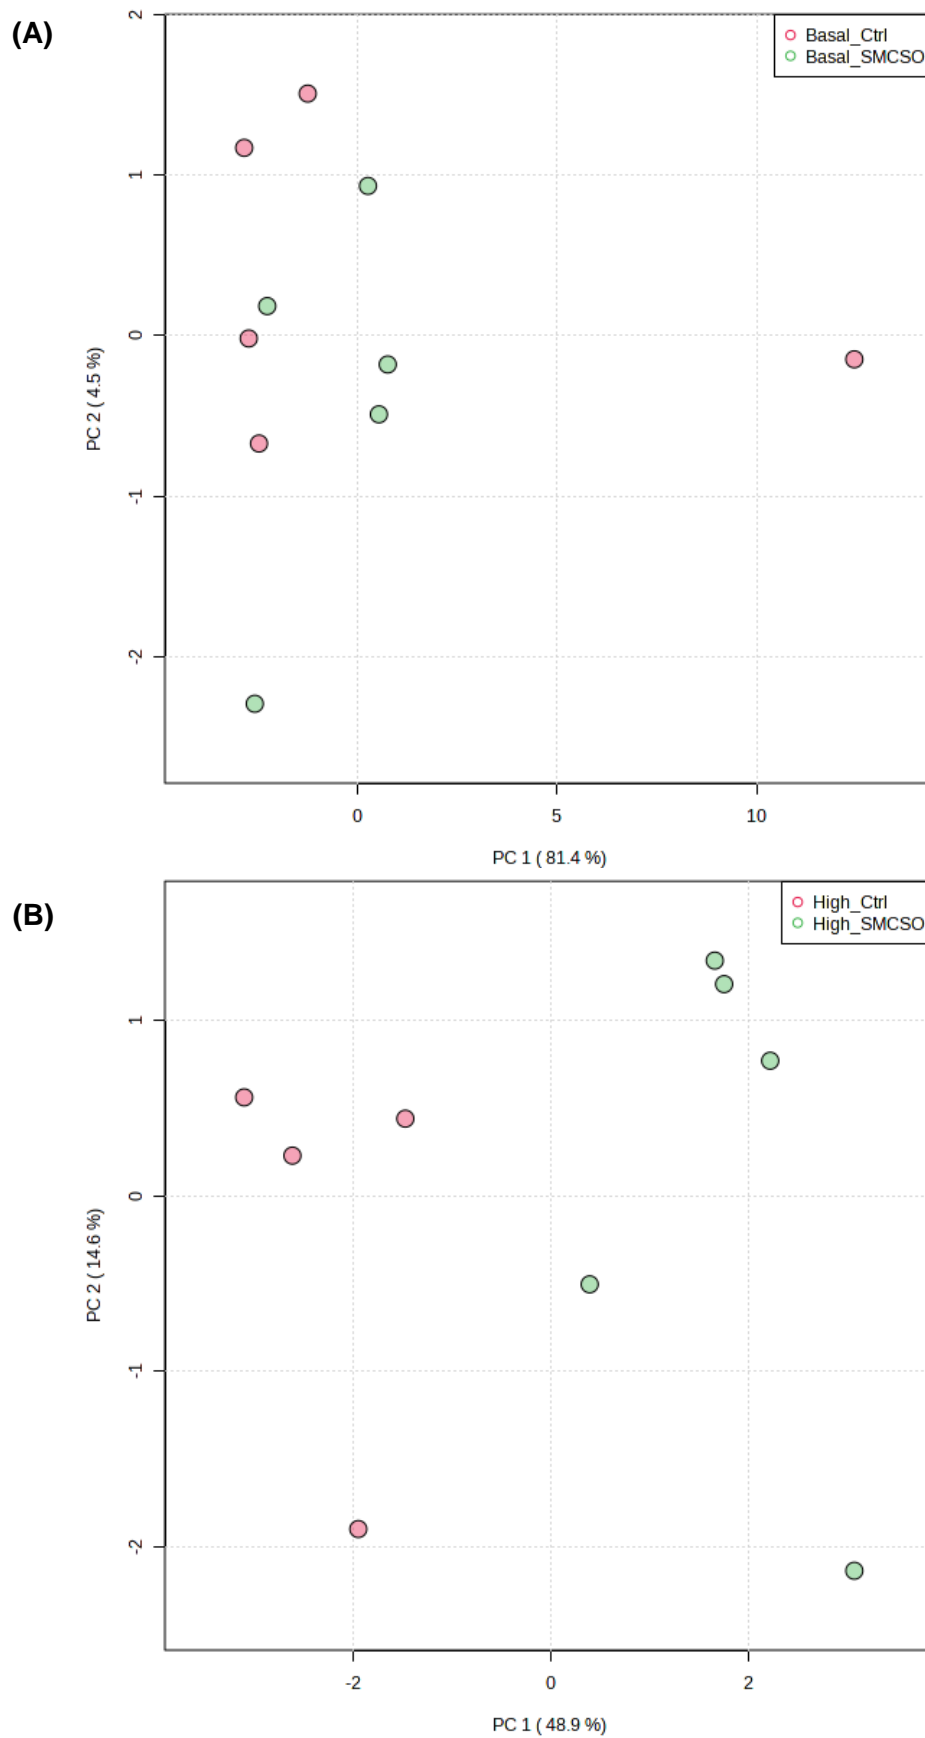 (A)
Basal_Ctrl
Basal_SMCSO
2
1
0
-1
-2
PC 2 ( 4.5 %)
0 5 10
PC 1 ( 81.4 %)
(B)
High_Ctrl
High_SMCSO
1
0
-1
-2
PC 2 ( 14.6 %)
-2 0 2
PC 1 ( 48.9 %)